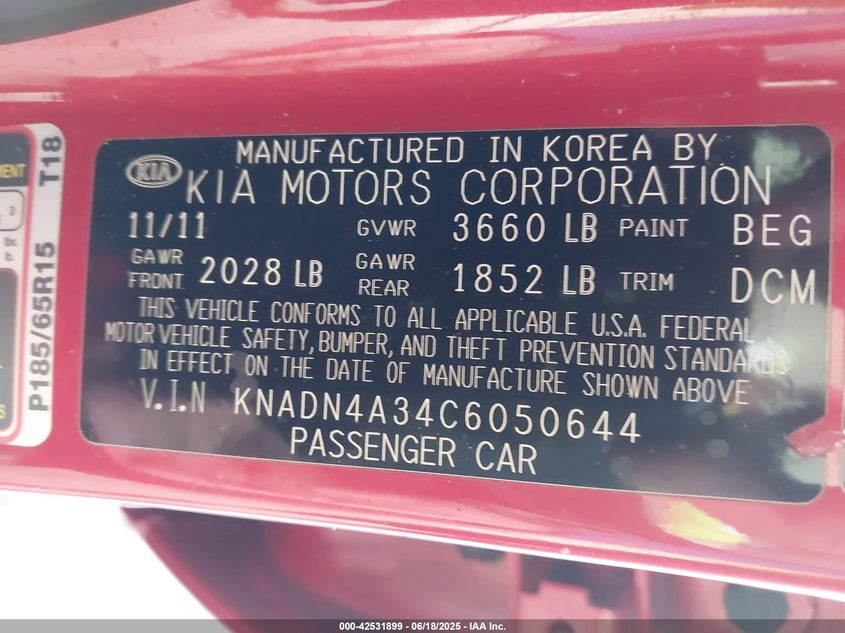 MANUFACTURED IN KOREA BY
KIA KIA MOTORS CORPORATION
11/11 GVWR 3660 LB PAINT BEG
GAWR FRONT 2028 LB GAWR REAR 1852 LB TRIM DCM
THIS VEHICLE CONFORMS TO ALL APPLICABLE U.S.A. FEDERAL
MOTOR VEHICLE SAFETY, BUMPER, AND THEFT PREVENTION STANDARDS
IN EFFECT ON THE DATE OF MANUFACTURE SHOWN ABOVE
V.I.N KNADN4A34C6050644
PASSENGER CAR
P185/65R15 T18
3
lbs.
000-42531899 - 06/18/2025 - IAA Inc.